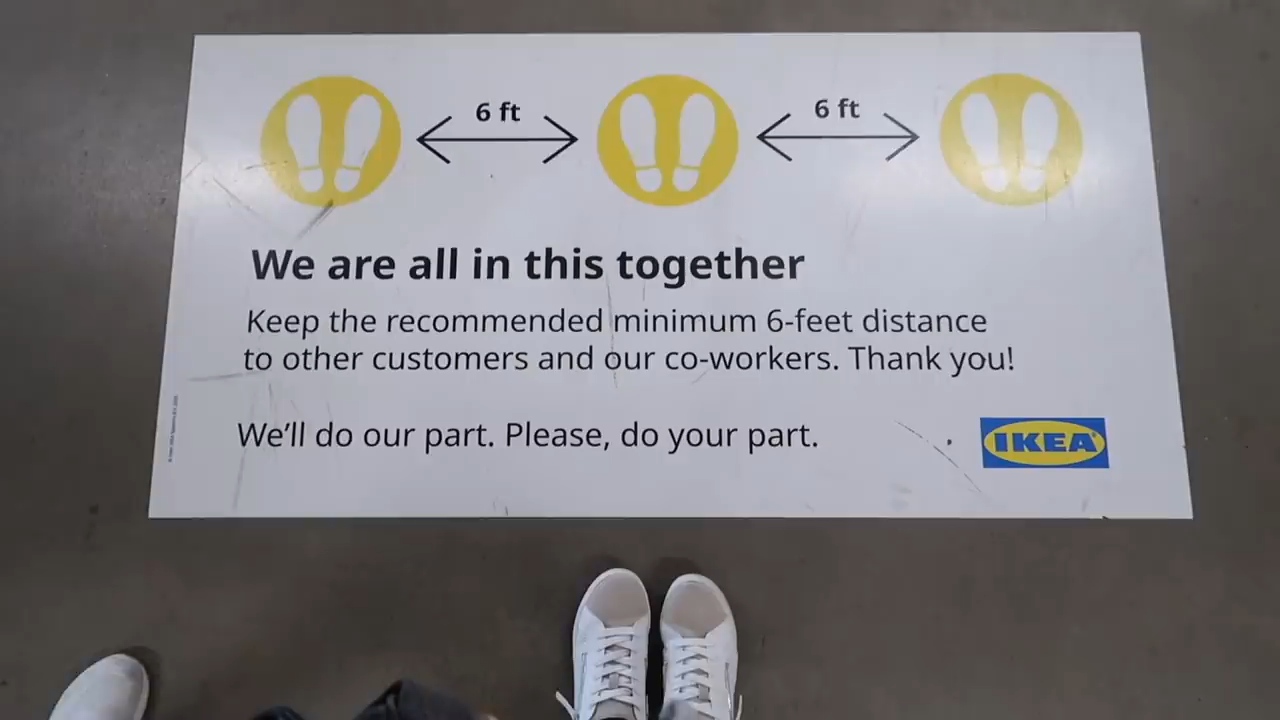 6 ft 6 ft
We are all in this together
Keep the recommended minimum 6-feet distance
to other customers and our co-workers. Thank you!
We’ll do our part. Please, do your part.
IKEA